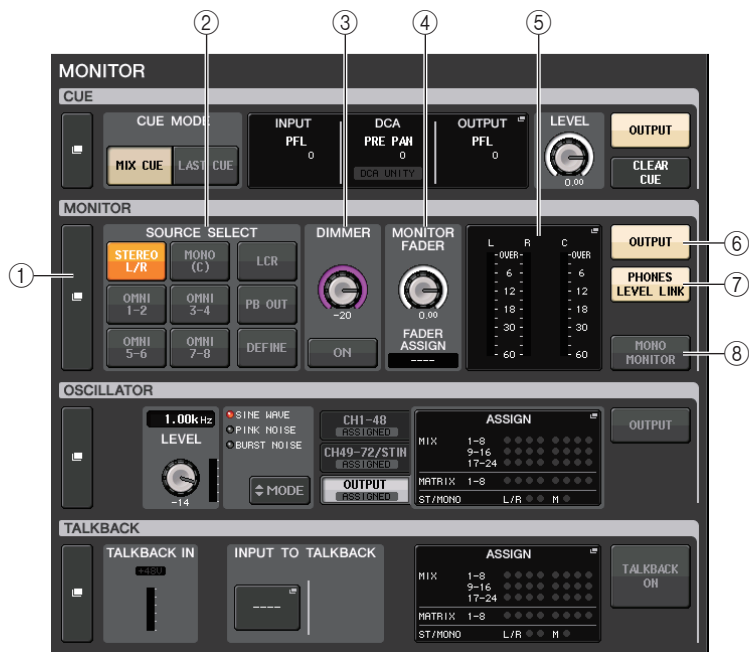 ② ③ ④ ⑤
MONITOR
CUE
CUE MODE
MIX CUE LAST CUE
INPUT
PFL
0
DCA
PRE PAN
0
DCA UNITY
OUTPUT
PFL
0
LEVEL
0.00
OUTPUT
CLEAR
CUE
MONITOR
①
SOURCE SELECT
STEREO
L/R
MONO
(C)
LCR
OMNI
1-2
OMNI
3-4
PB OUT
OMNI
5-6
OMNI
7-8
DEFINE
DIMMER
-20
ON
MONITOR
FADER
0.00
FADER
ASSIGN
----
L R C
-OVER- -OVER
6 6
12 12
18 18
30 30
60 60
OUTPUT ⑥
PHONES
LEVEL LINK ⑦
MONO
MONITOR ⑧
OSCILLATOR
1.00kHz
LEVEL
-14
SINE WAVE
PINK NOISE
BURST NOISE
MODE
CH1-48
ASSIGNED
CH49-72/STIN
ASSIGNED
OUTPUT
ASSIGNED
ASSIGN
MIX 1-8
9-16
17-24
MATRIX 1-8
ST/MONO L/R M
OUTPUT
TALKBACK
TALKBACK IN
+48V
INPUT TO TALKBACK
----
ASSIGN
MIX 1-8
9-16
17-24
MATRIX 1-8
ST/MONO L/R M
TALKBACK
ON